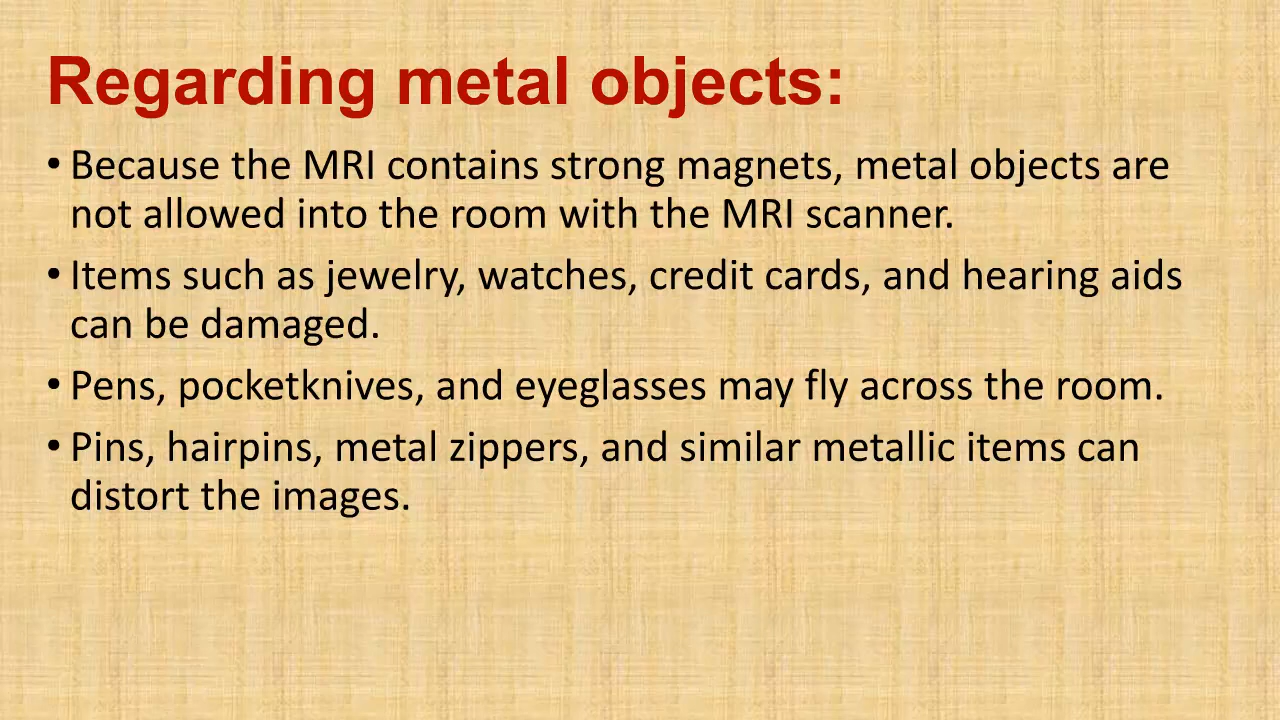 Regarding metal objects:
• Because the MRI contains strong magnets, metal objects are
not allowed into the room with the MRI scanner.
• Items such as jewelry, watches, credit cards, and hearing aids
can be damaged.
• Pens, pocketknives, and eyeglasses may fly across the room.
• Pins, hairpins, metal zippers, and similar metallic items can
distort the images.